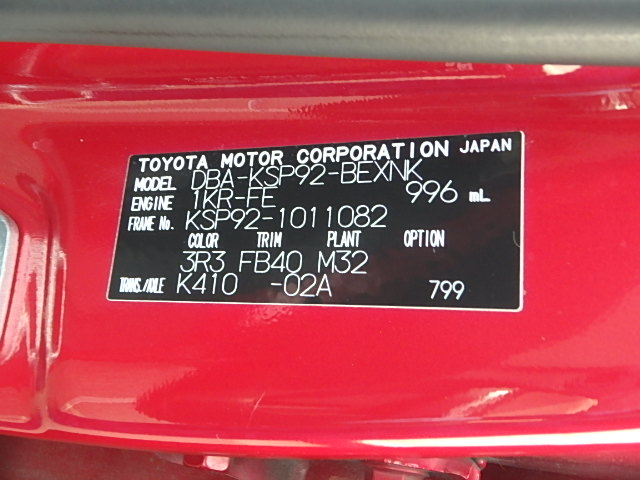 TOYOTA MOTOR CORPORATION JAPAN
MODEL DBA-KSP92-BEXNK
ENGINE 1KR-FE 996 mL
FRAME No. KSP92-1011082
COLOR TRIM PLANT OPTION
3R3 FB40 M32
TRANS./AXLE K410 -02A 799